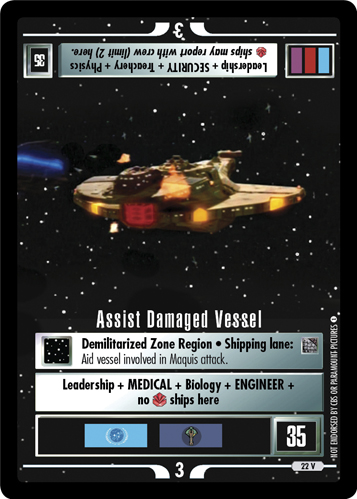 3
35
Leadership + SECURITY + Treachery + Physics
ships may report with crew (limit 2) here.
Assist Damaged Vessel
Demilitarized Zone Region • Shipping lane:
Aid vessel involved in Maquis attack.
Leadership + MEDICAL + Biology + ENGINEER +
no ships here
35
22 V
3
NOT ENDORSED BY CBS OR PARAMOUNT PICTURES